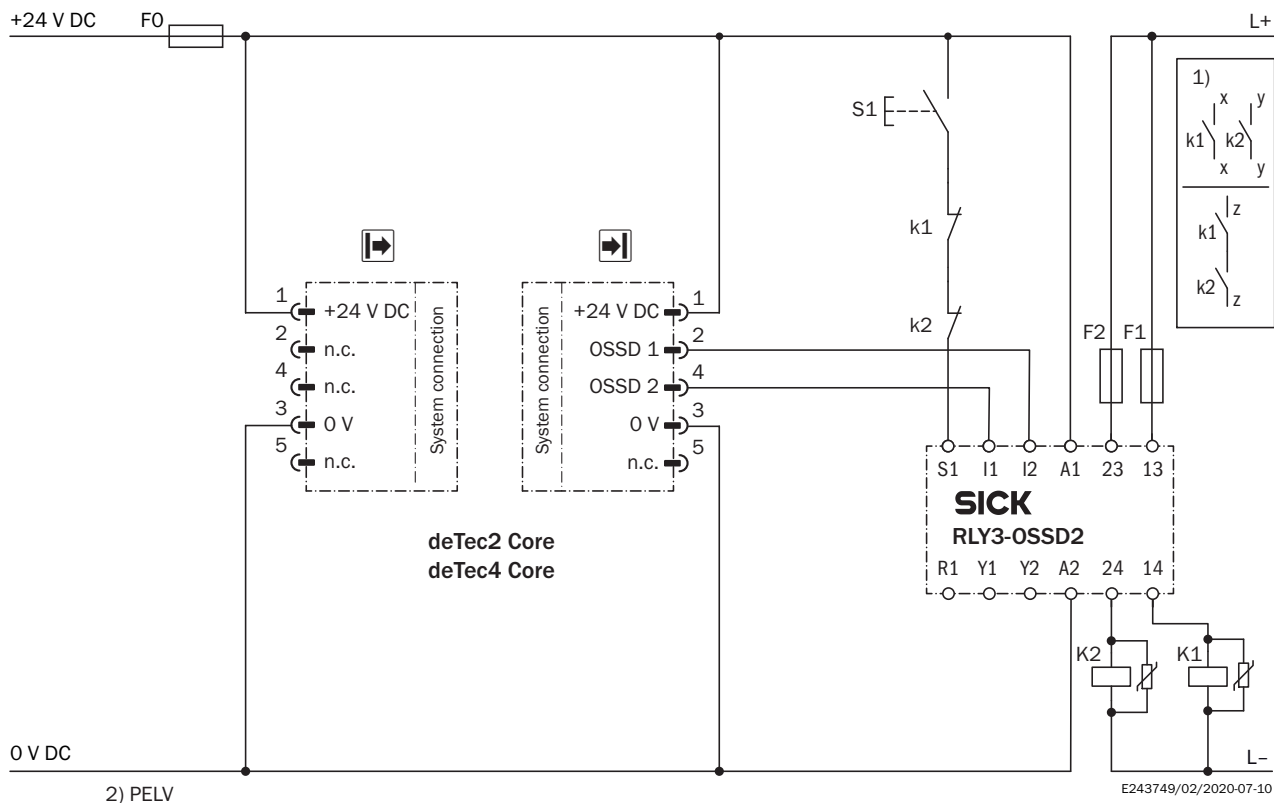 +24 V DC
F0
L+
1)
x
y
k1
k2
x
y
z
k1
k2
z
S1
k1
k2
1
+24 V DC
2
n.c.
4
n.c.
3
0 V
5
n.c.
System connection
System connection
+24 V DC
1
OSSD 1
2
OSSD 2
4
0 V
3
n.c.
5
deTec2 Core
deTec4 Core
F2
F1
S1
I1
I2
A1
23
13
SICK
RLY3-OSSD2
R1
Y1
Y2
A2
24
14
K2
K1
0 V DC
L–
2) PELV
E243749/02/2020-07-10